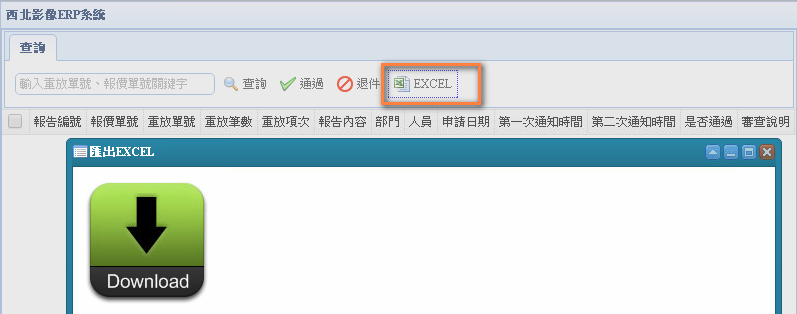 西北影像ERP系統
查詢
輸入重放單號、報價單號關鍵字 查詢 通過 退件 EXCEL
報告編號 報價單號 重放單號 重放筆數 重放項次 報告內容 部門 人員 申請日期 第一次通知時間 第二次通知時間 是否通過 審查說明
匯出EXCEL
Download